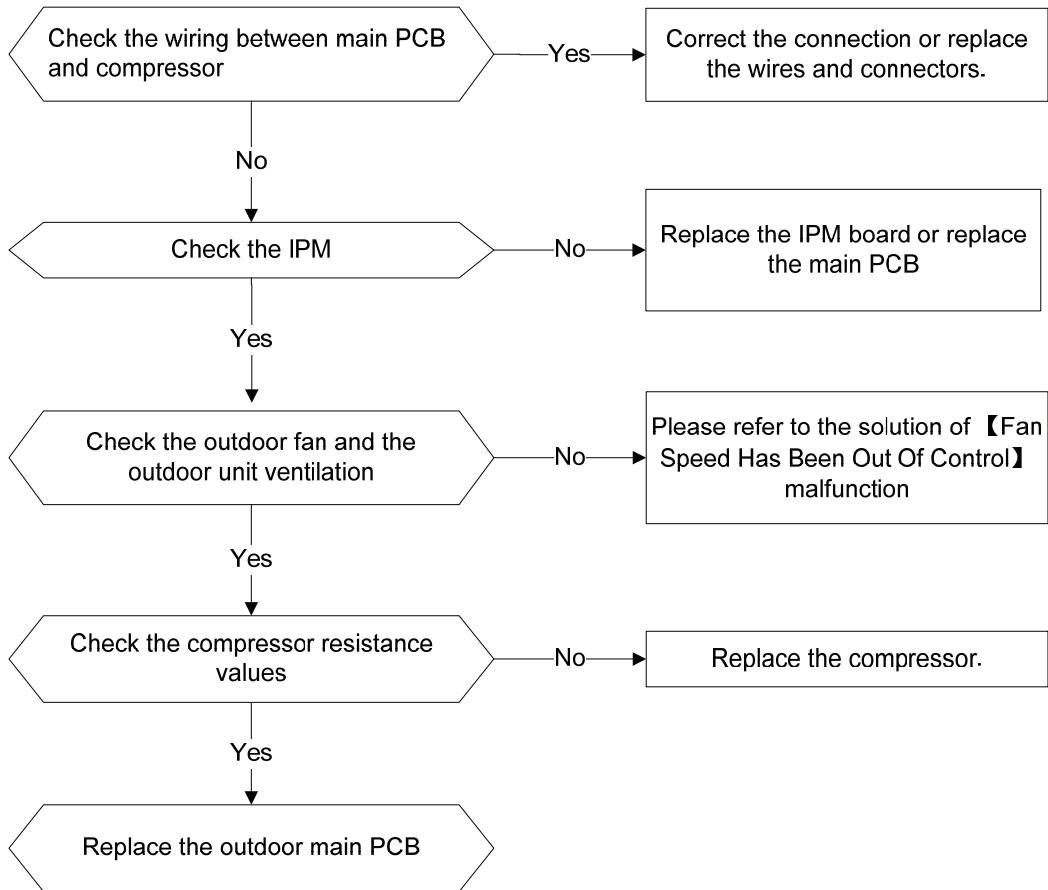 Check the wiring between main PCB
and compressor
Yes
Correct the connection or replace
the wires and connectors.
No
Check the IPM
No
Replace the IPM board or replace
the main PCB
Yes
Check the outdoor fan and the
outdoor unit ventilation
No
Please refer to the solution of 【Fan
Speed Has Been Out Of Control】
malfunction
Yes
Check the compressor resistance
values
No
Replace the compressor.
Yes
Replace the outdoor main PCB